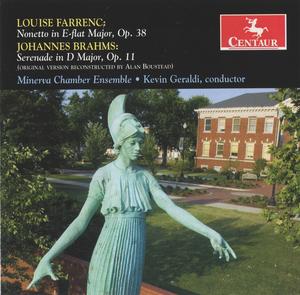 LOUISE FARRENC:
Nonetto in E-flat Major, Op. 38
JOHANNES BRAHMS:
Serenade in D Major, Op. 11
(ORIGINAL VERSION RECONSTRUCTED BY ALAN BOUSTEAD)
Minerva Chamber Ensemble • Kevin Geraldi, conductor
CENTAUR